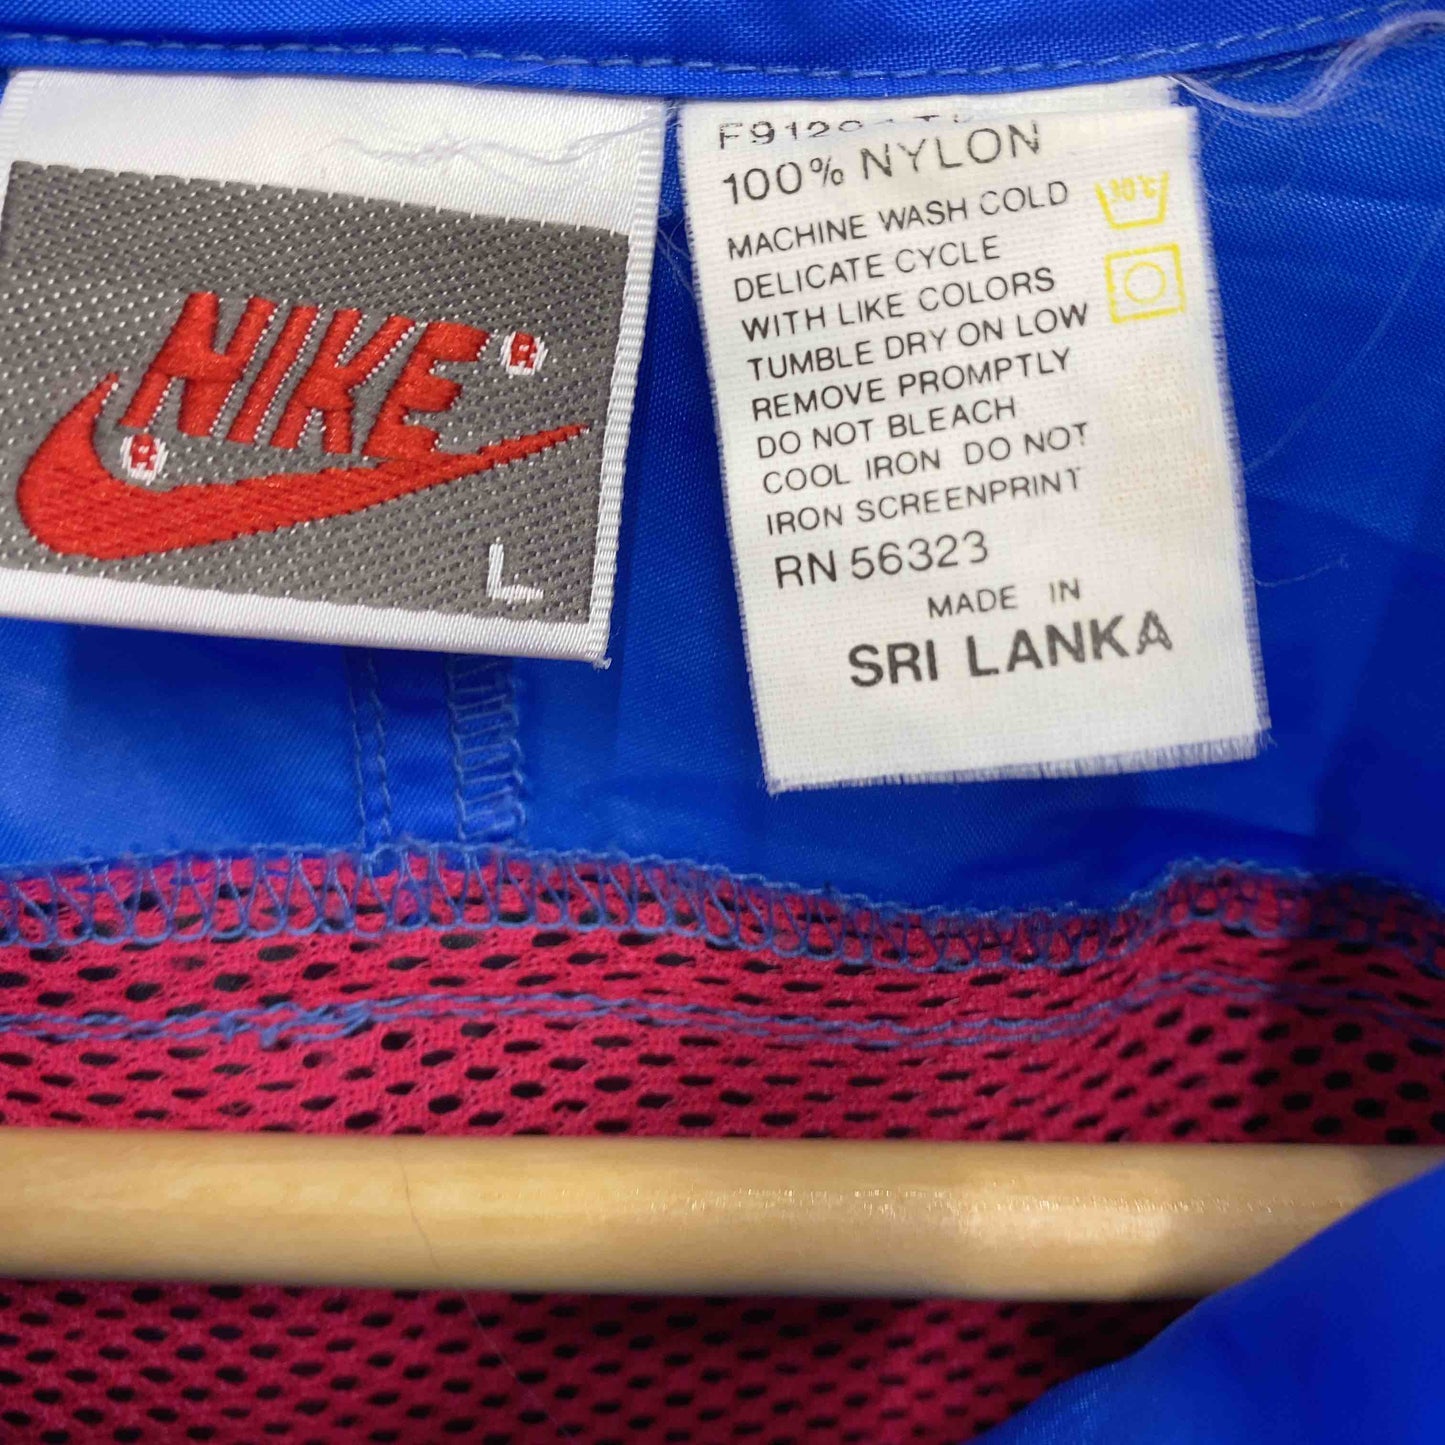 NIKE
L
100% NYLON
MACHINE WASH COLD
DELICATE CYCLE
WITH LIKE COLORS
TUMBLE DRY ON LOW
REMOVE PROMPTLY
DO NOT BLEACH
COOL IRON DO NOT
IRON SCREENPRINT
RN 56323
MADE IN
SRI LANKA